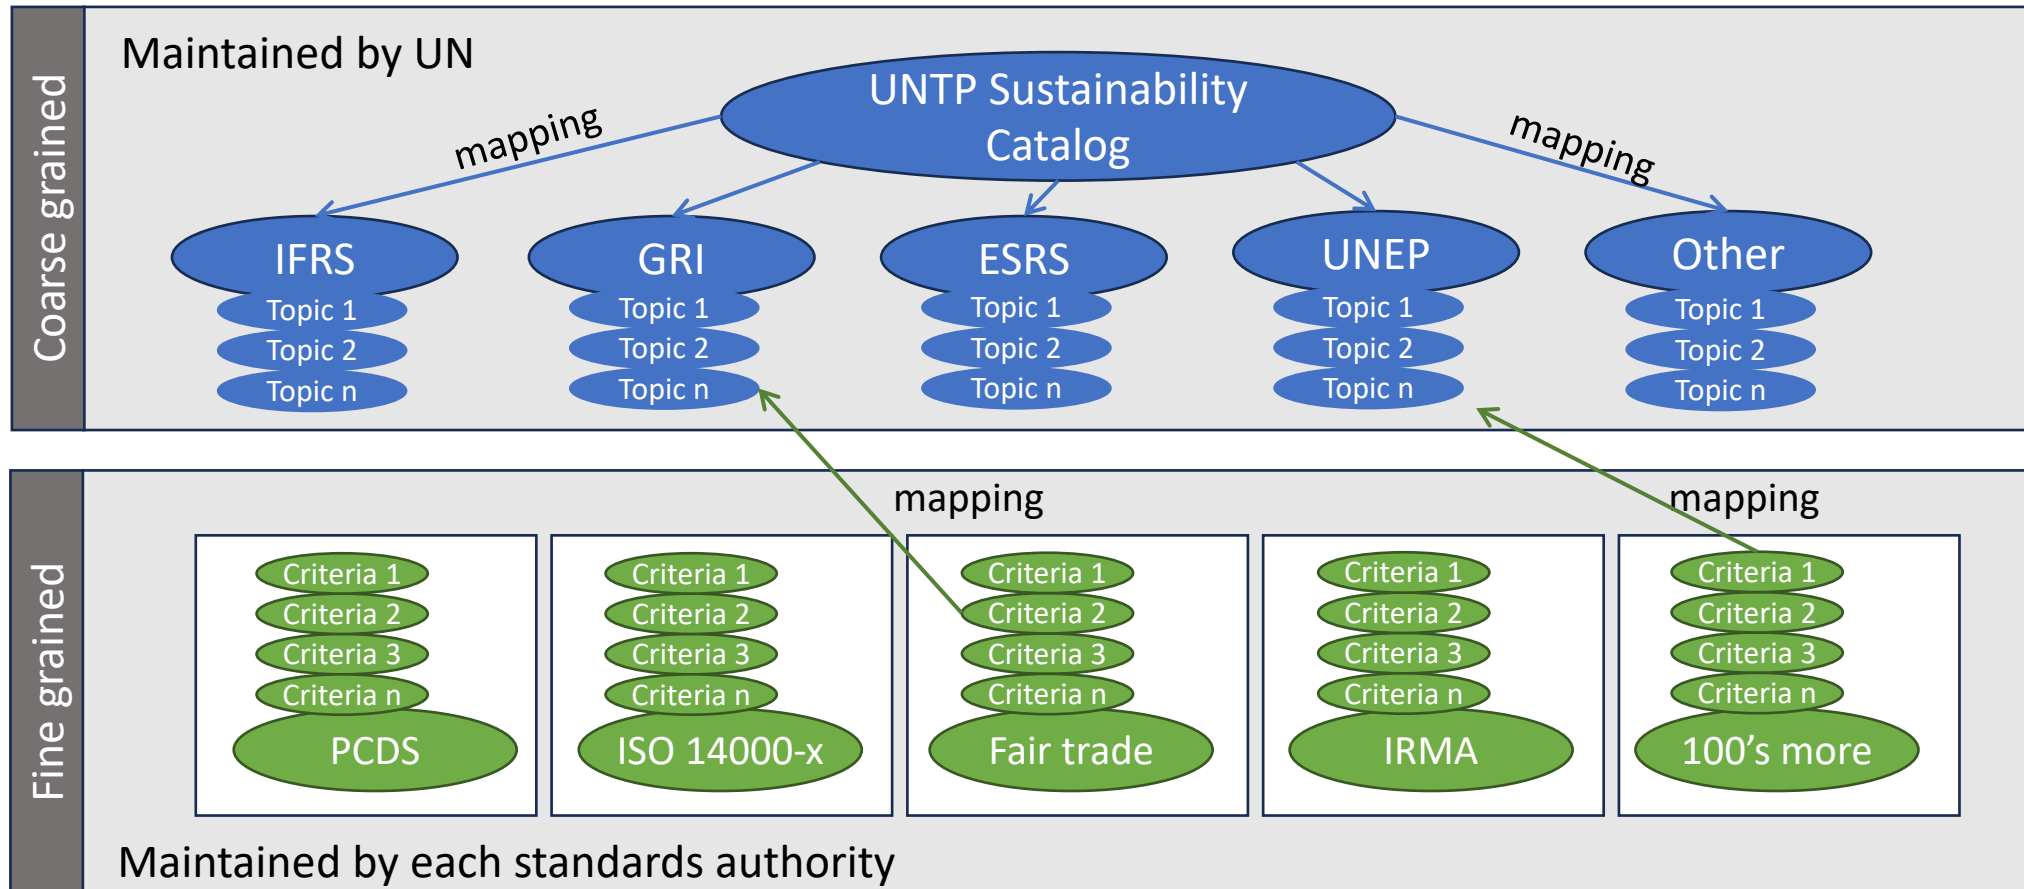 Coarse grained
Maintained by UN
UNTP Sustainability
Catalog
mapping
mapping
IFRS
Topic 1
Topic 2
Topic n
GRI
Topic 1
Topic 2
Topic n
ESRS
Topic 1
Topic 2
Topic n
UNEP
Topic 1
Topic 2
Topic n
Other
Topic 1
Topic 2
Topic n
Fine grained
mapping
mapping
Criteria 1
Criteria 2
Criteria 3
Criteria n
PCDS
Criteria 1
Criteria 2
Criteria 3
Criteria n
ISO 14000-x
Criteria 1
Criteria 2
Criteria 3
Criteria n
Fair trade
Criteria 1
Criteria 2
Criteria 3
Criteria n
IRMA
Criteria 1
Criteria 2
Criteria 3
Criteria n
100’s more
Maintained by each standards authority